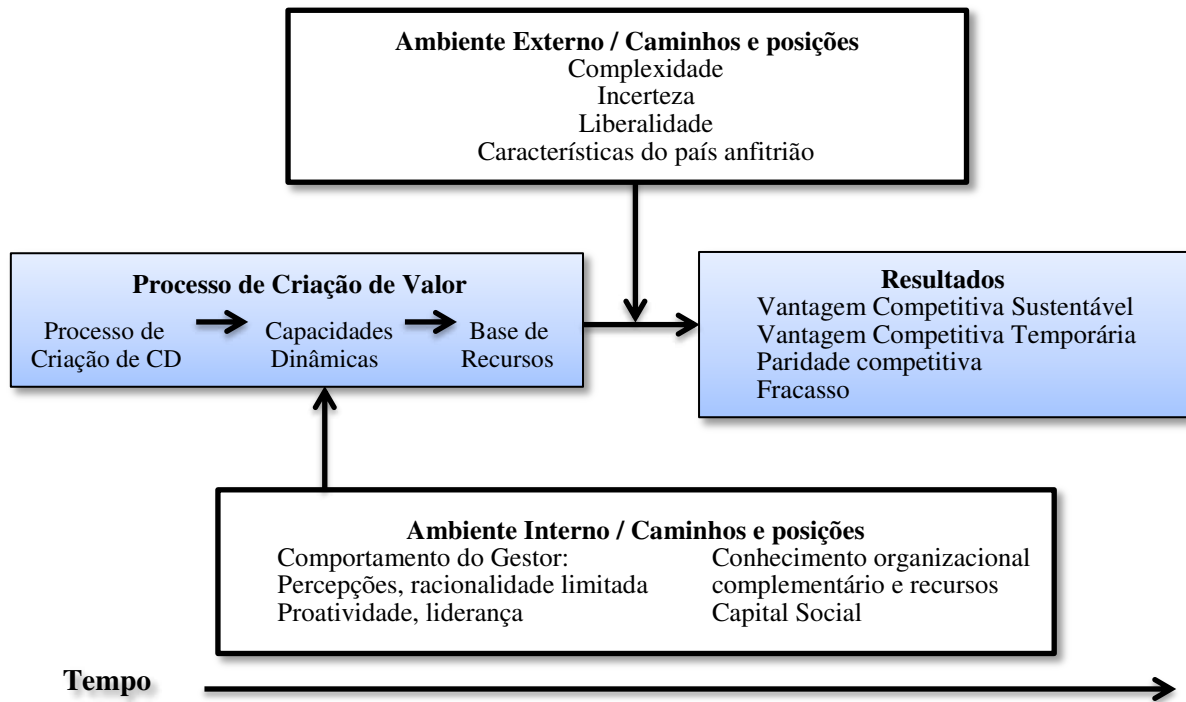 Ambiente Externo / Caminhos e posições
Complexidade
Incerteza
Liberalidade
Características do país anfitrião
Processo de Criação de Valor
Processo de
Criação de CD
Capacidades
Dinâmicas
Base de
Recursos
Resultados
Vantagem Competitiva Sustentável
Vantagem Competitiva Temporária
Paridade competitiva
Fracasso
Ambiente Interno / Caminhos e posições
Comportamento do Gestor:
Percepções, racionalidade limitada
Proatividade, liderança
Conhecimento organizacional
complementário e recursos
Capital Social
Tempo